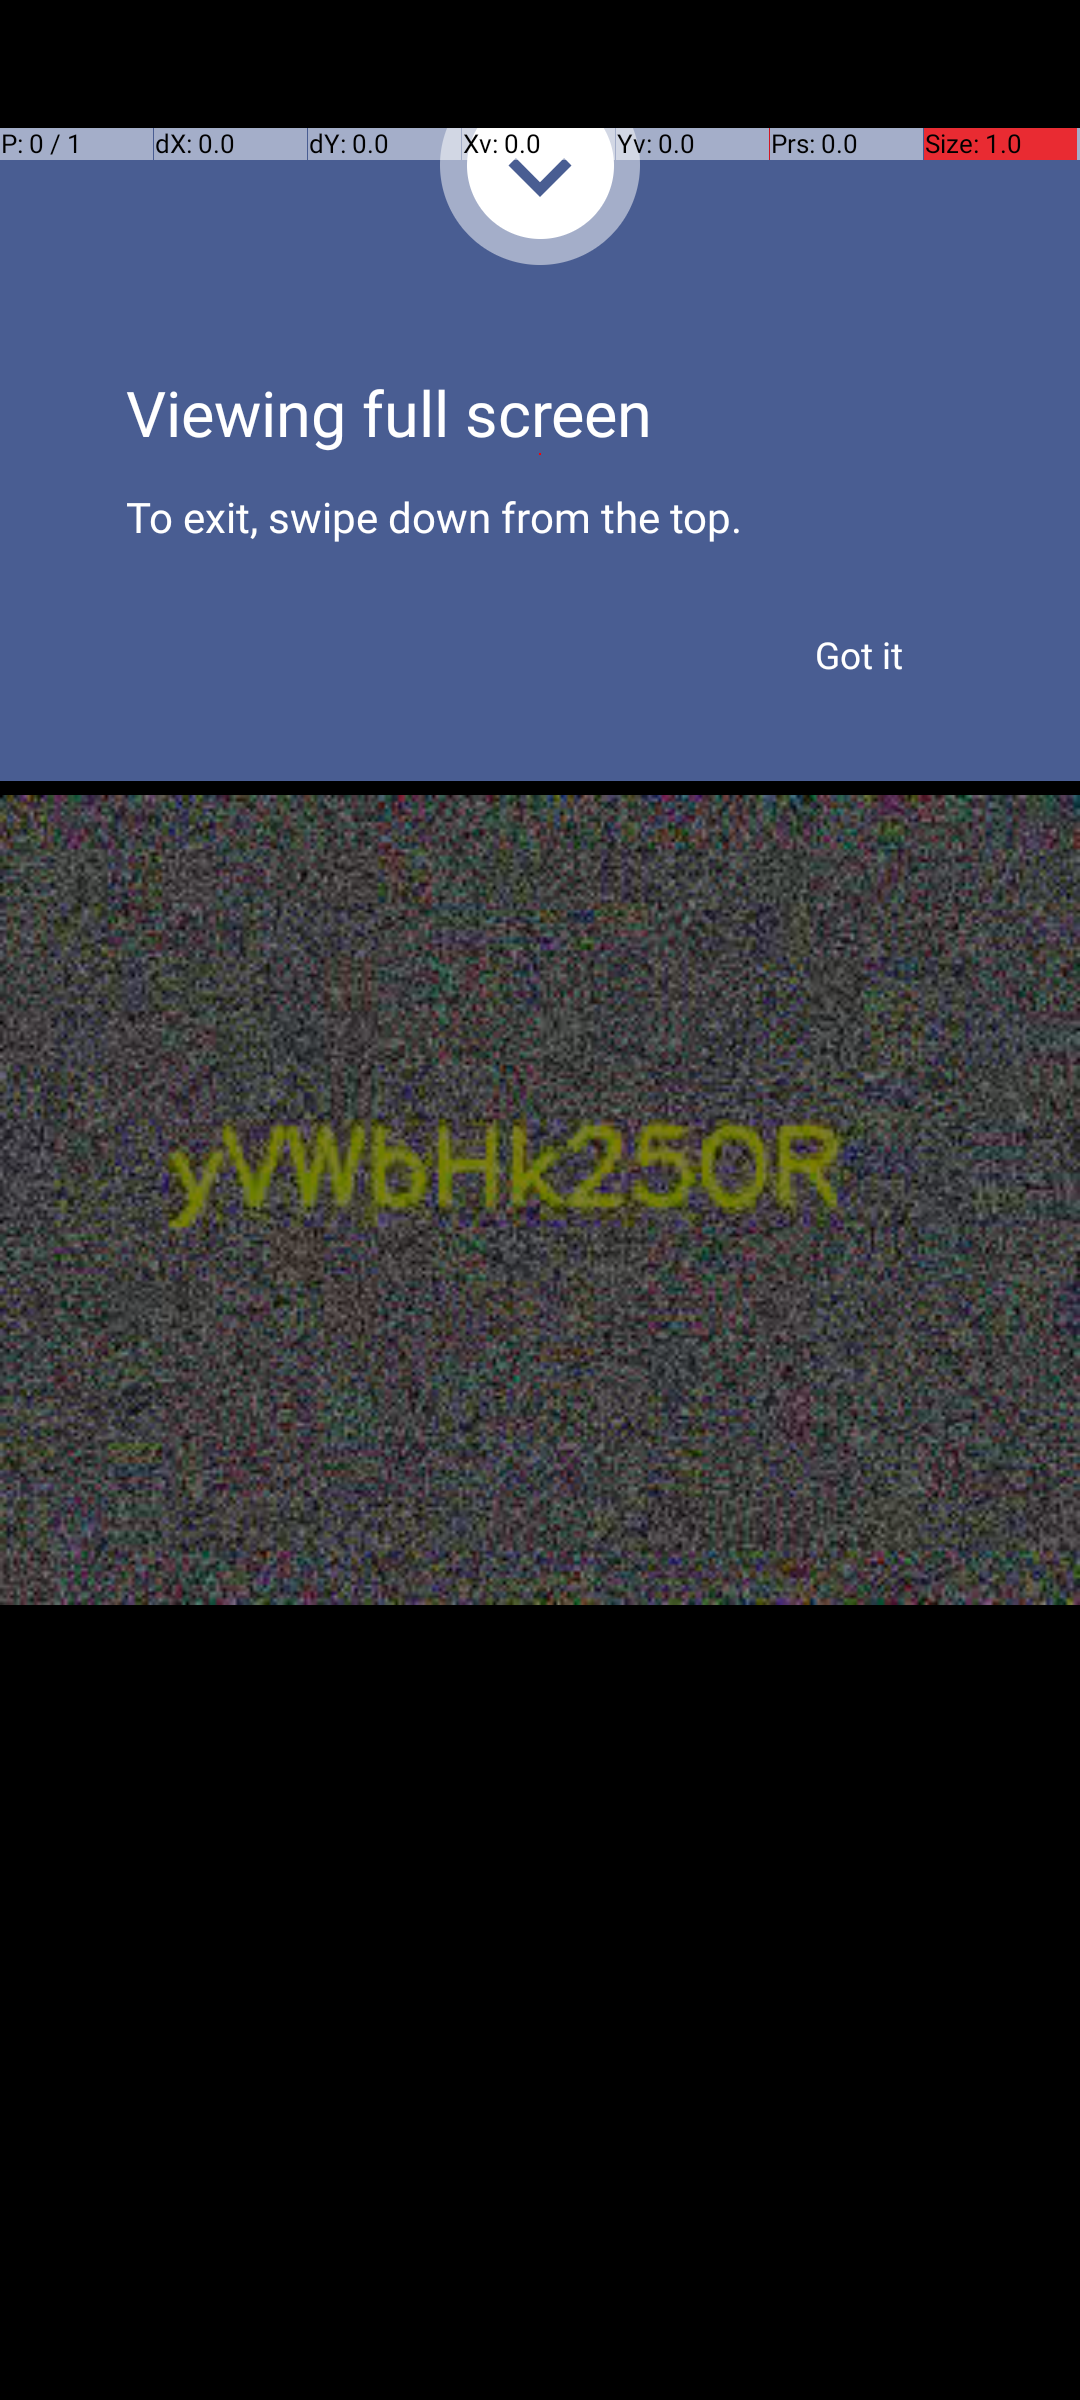 P: 0 / 1 dX: 0.0 dY: 0.0 Xv: 0.0 Yv: 0.0 Prs: 0.0 Size: 1.0
Viewing full screen
To exit, swipe down from the top.
Got it
yVWbHk250R